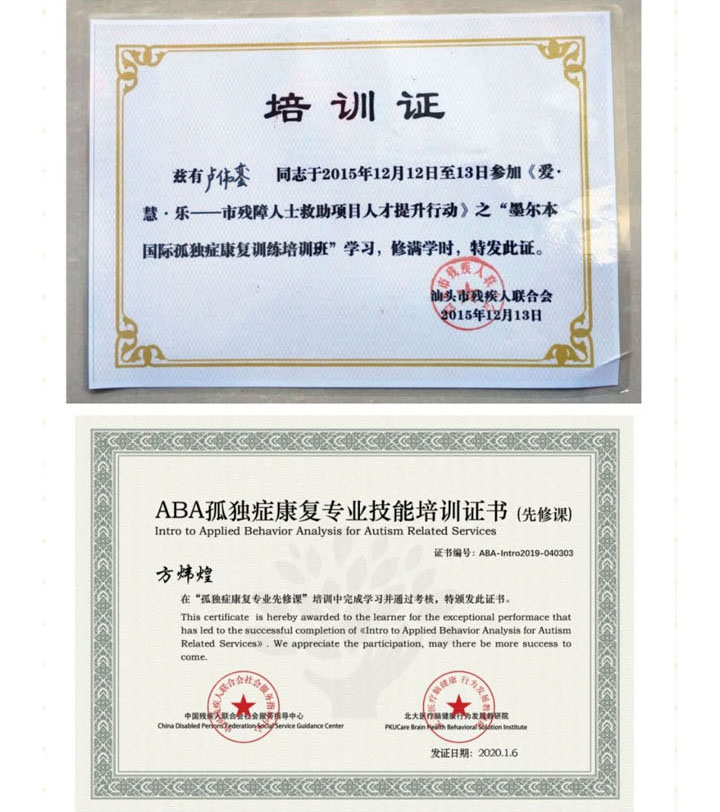 培训证
兹有卢伟銮 同志于2015年12月12日至13日参加《爱·
慧·乐——市残障人士救助项目人才提升行动》之“墨尔本
国际孤独症康复训练培训班”学习，修满学时，特发此证。
汕头市残疾人联合会
2015年12月13日
ABA孤独症康复专业技能培训证书 (先修课)
Intro to Applied Behavior Analysis for Autism Related Services
证书编号：ABA-Intro2019-040303
方炜煌
在“孤独症康复专业先修课”培训中完成学习并通过考核，特颁发此证书。
This certificate is hereby awarded to the learner for the exceptional performace that
has led to the successful completion of «Intro to Applied Behavior Analysis for Autism
Related Services» . We appreciate the participation, may there be more success to
come.
中国残疾人联合会社会服务指导中心
China Disabled Persons' Federation Social Service Guidance Center
北大医疗脑健康行为发展教研院
PKUCare Brain Health Behavioral Solution Institute
发证日期：2020.1.6